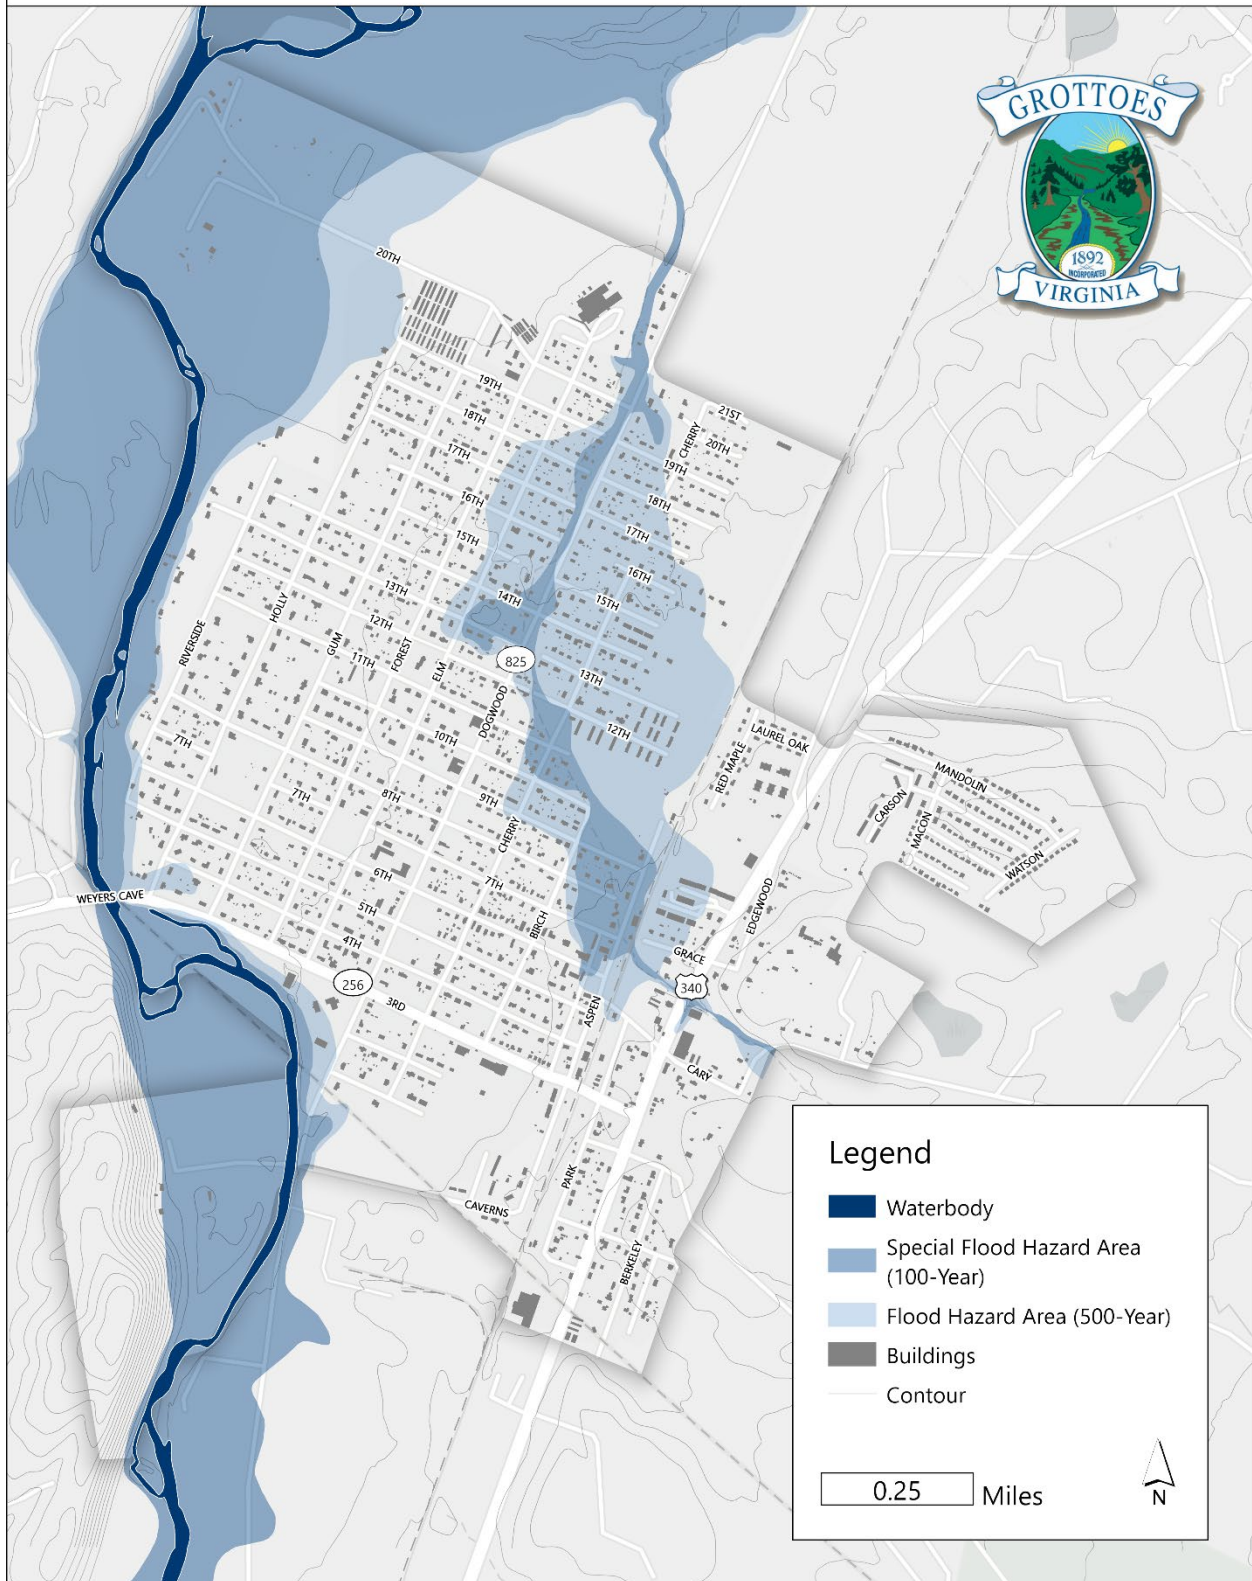 GROTTOES
1892
INCORPORATED
VIRGINIA
20TH
19TH
18TH
17TH
16TH
15TH
21ST
20TH
CHERRY
19TH
18TH
17TH
16TH
15TH
14TH
13TH
12TH
11TH
RIVERSIDE
HOLLY
GUM
FOREST
ELM
825
DOGWOOD
13TH
12TH
10TH
9TH
8TH
7TH
7TH
CHERRY
RED MAPLE
LAUREL OAK
MANDOLIN
CARSON
MACON
WATSON
WEYERS CAVE
6TH
7TH
5TH
4TH
BIRCH
EDGEWOOD
GRACE
340
256
3RD
ASPEN
CARY
PARK
CAVERNS
BERKELEY
Legend
Waterbody
Special Flood Hazard Area
(100-Year)
Flood Hazard Area (500-Year)
Buildings
Contour
0.25 Miles
N